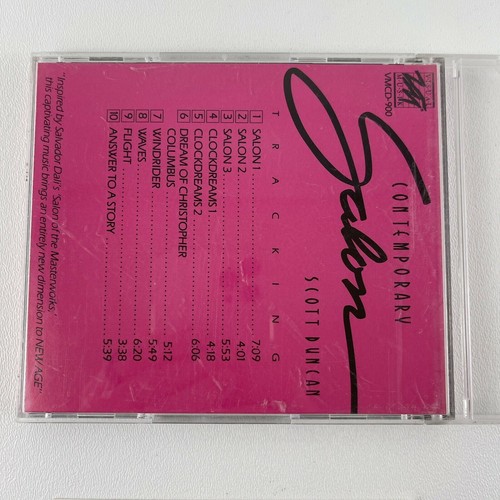 CONTEMPORARY
Salon
SCOTT DUNCAN
VMCD-900
TRACKING
1 SALON 1 7:09
2 SALON 2 4:01
3 SALON 3 5:53
4 CLOCKDREAMS 1 4:18
5 CLOCKDREAMS 2 6:06
6 DREAM OF CHRISTOPHER
COLUMBUS 5:12
7 WINDRIDER 5:49
8 WAVES 6:20
9 FLIGHT 3:38
10 ANSWER TO A STORY 5:39
"Inspired by Salvador Dali's 'Salon of the Masterworks,'
this captivating music brings an entirely new dimension to NEW AGE"